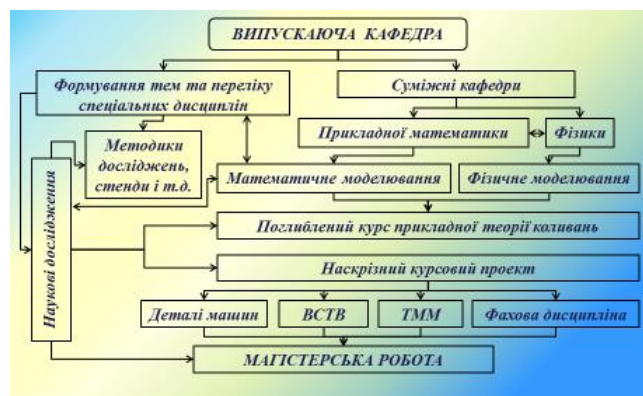 ВИПУСКАЮЧА КАФЕДРА
Формування тем та переліку
спеціальних дисциплін
Суміжні кафедри
Методики
досліджень,
стенди і т.д.
Прикладної математики
Фізики
Наукові дослідження
Математичне моделювання
Фізичне моделювання
Поглиблений курс прикладної теорії коливань
Наскрізний курсовий проект
Деталі машин
ВСТВ
ТММ
Фахова дисципліна
МАГІСТЕРСЬКА РОБОТА